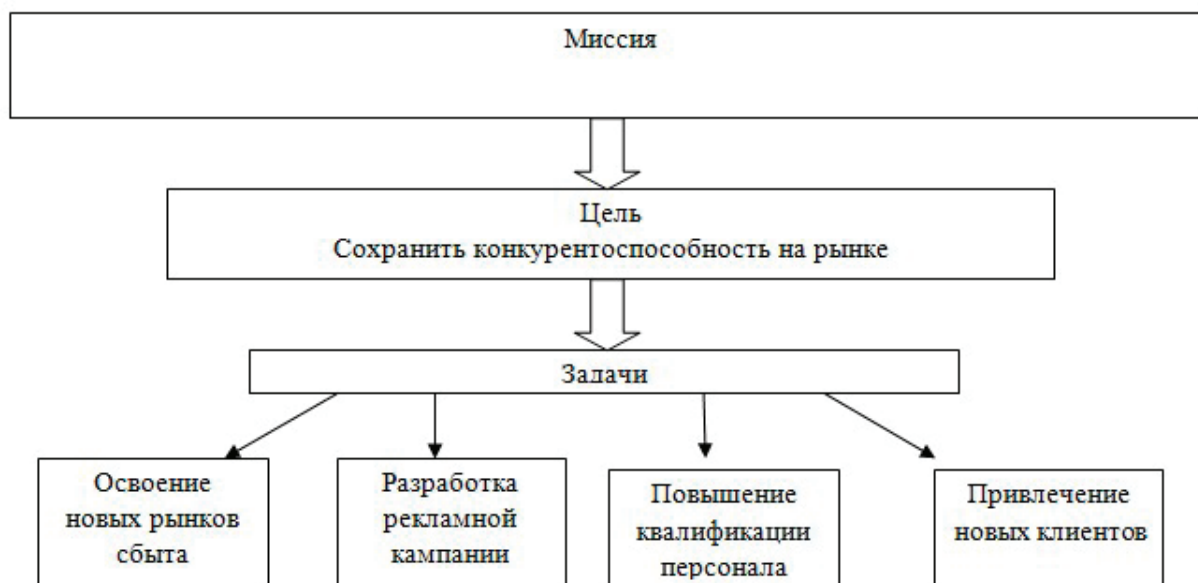 Миссия
Цель
Сохранить конкурентоспособность на рынке
Задачи
Освоение
новых рынков
сбыта
Разработка
рекламной
кампании
Повышение
квалификации
персонала
Привлечение
новых клиентов